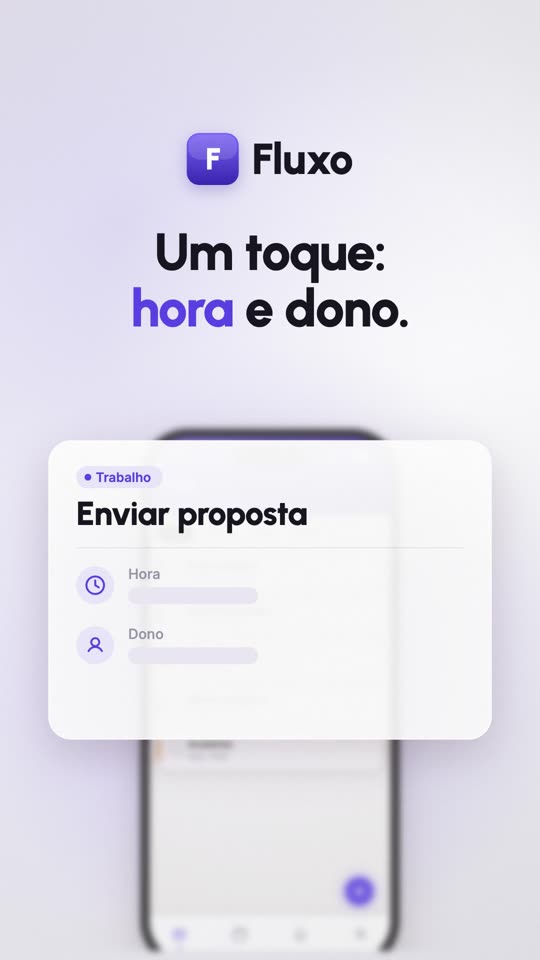 F Fluxo
Um toque:
hora e dono.
Trabalho
Enviar proposta
Hora
Dono